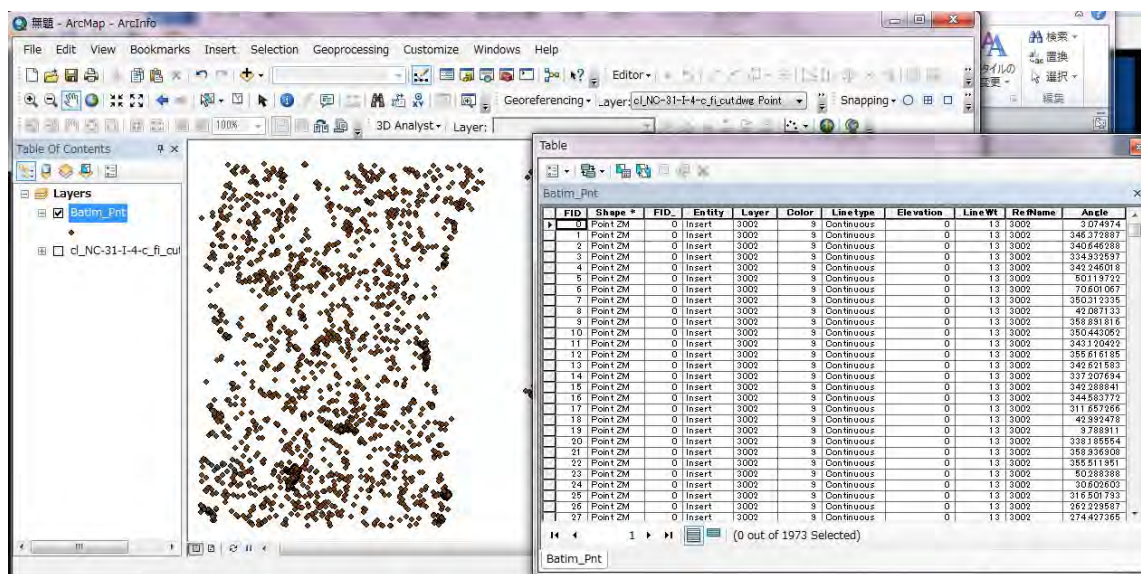 無題 - ArcMap - ArcInfo
File Edit View Bookmarks Insert Selection Geoprocessing Customize Windows Help
Editor
Georeferencing Layer: cl_NC-31-I-4-c_fi_cut.dwg Point Snapping
100% 3D Analyst Layer:
検索
置換
選択
編集
スタイルの
変更
Table Of Contents
Layers
Batim_Pnt
cl_NC-31-I-4-c_fi_cut
Table
Batim_Pnt
FID Shape * FID_ Entity Layer Color Linetype Elevation LineWt RefName Angle
0 Point ZM 0 Insert 3002 9 Continuous 0 13 3002 3.074974
1 Point ZM 0 Insert 3002 9 Continuous 0 13 3002 346.372887
2 Point ZM 0 Insert 3002 9 Continuous 0 13 3002 340.646288
3 Point ZM 0 Insert 3002 9 Continuous 0 13 3002 334.932597
4 Point ZM 0 Insert 3002 9 Continuous 0 13 3002 342.246018
5 Point ZM 0 Insert 3002 9 Continuous 0 13 3002 50.119722
6 Point ZM 0 Insert 3002 9 Continuous 0 13 3002 70.601067
7 Point ZM 0 Insert 3002 9 Continuous 0 13 3002 350.312335
8 Point ZM 0 Insert 3002 9 Continuous 0 13 3002 42.087133
9 Point ZM 0 Insert 3002 9 Continuous 0 13 3002 358.891816
10 Point ZM 0 Insert 3002 9 Continuous 0 13 3002 350.443052
11 Point ZM 0 Insert 3002 9 Continuous 0 13 3002 343.120422
12 Point ZM 0 Insert 3002 9 Continuous 0 13 3002 355.616185
13 Point ZM 0 Insert 3002 9 Continuous 0 13 3002 342.621583
14 Point ZM 0 Insert 3002 9 Continuous 0 13 3002 337.207694
15 Point ZM 0 Insert 3002 9 Continuous 0 13 3002 342.288841
16 Point ZM 0 Insert 3002 9 Continuous 0 13 3002 344.583772
17 Point ZM 0 Insert 3002 9 Continuous 0 13 3002 311.657266
18 Point ZM 0 Insert 3002 9 Continuous 0 13 3002 42.992478
19 Point ZM 0 Insert 3002 9 Continuous 0 13 3002 9.788911
20 Point ZM 0 Insert 3002 9 Continuous 0 13 3002 338.185554
21 Point ZM 0 Insert 3002 9 Continuous 0 13 3002 358.936908
22 Point ZM 0 Insert 3002 9 Continuous 0 13 3002 355.511951
23 Point ZM 0 Insert 3002 9 Continuous 0 13 3002 50.288388
24 Point ZM 0 Insert 3002 9 Continuous 0 13 3002 30.602603
25 Point ZM 0 Insert 3002 9 Continuous 0 13 3002 316.501793
26 Point ZM 0 Insert 3002 9 Continuous 0 13 3002 262.229587
27 Point ZM 0 Insert 3002 9 Continuous 0 13 3002 274.427365
1 (0 out of 1973 Selected)
Batim_Pnt